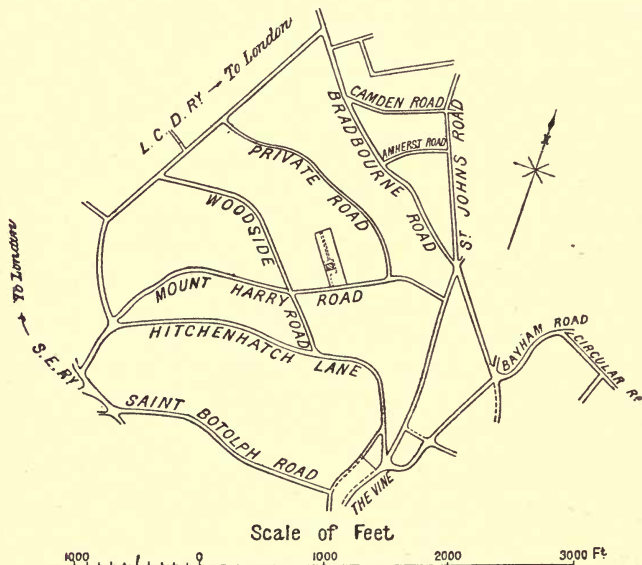 L. C. D. RY. → To London
CAMDEN ROAD
AMHERST ROAD
BRADBOURNE ROAD
ST JOHNS ROAD
PRIVATE ROAD
WOODSIDE ROAD
MOUNT HARRY ROAD
HITCHENHATCH LANE
→ To London
S. E. RY
SAINT BOTOLPH ROAD
BAYHAM ROAD
CIRCULAR RD
THE VINE
Scale of Feet
1000 0 1000 2000 3000 Ft.